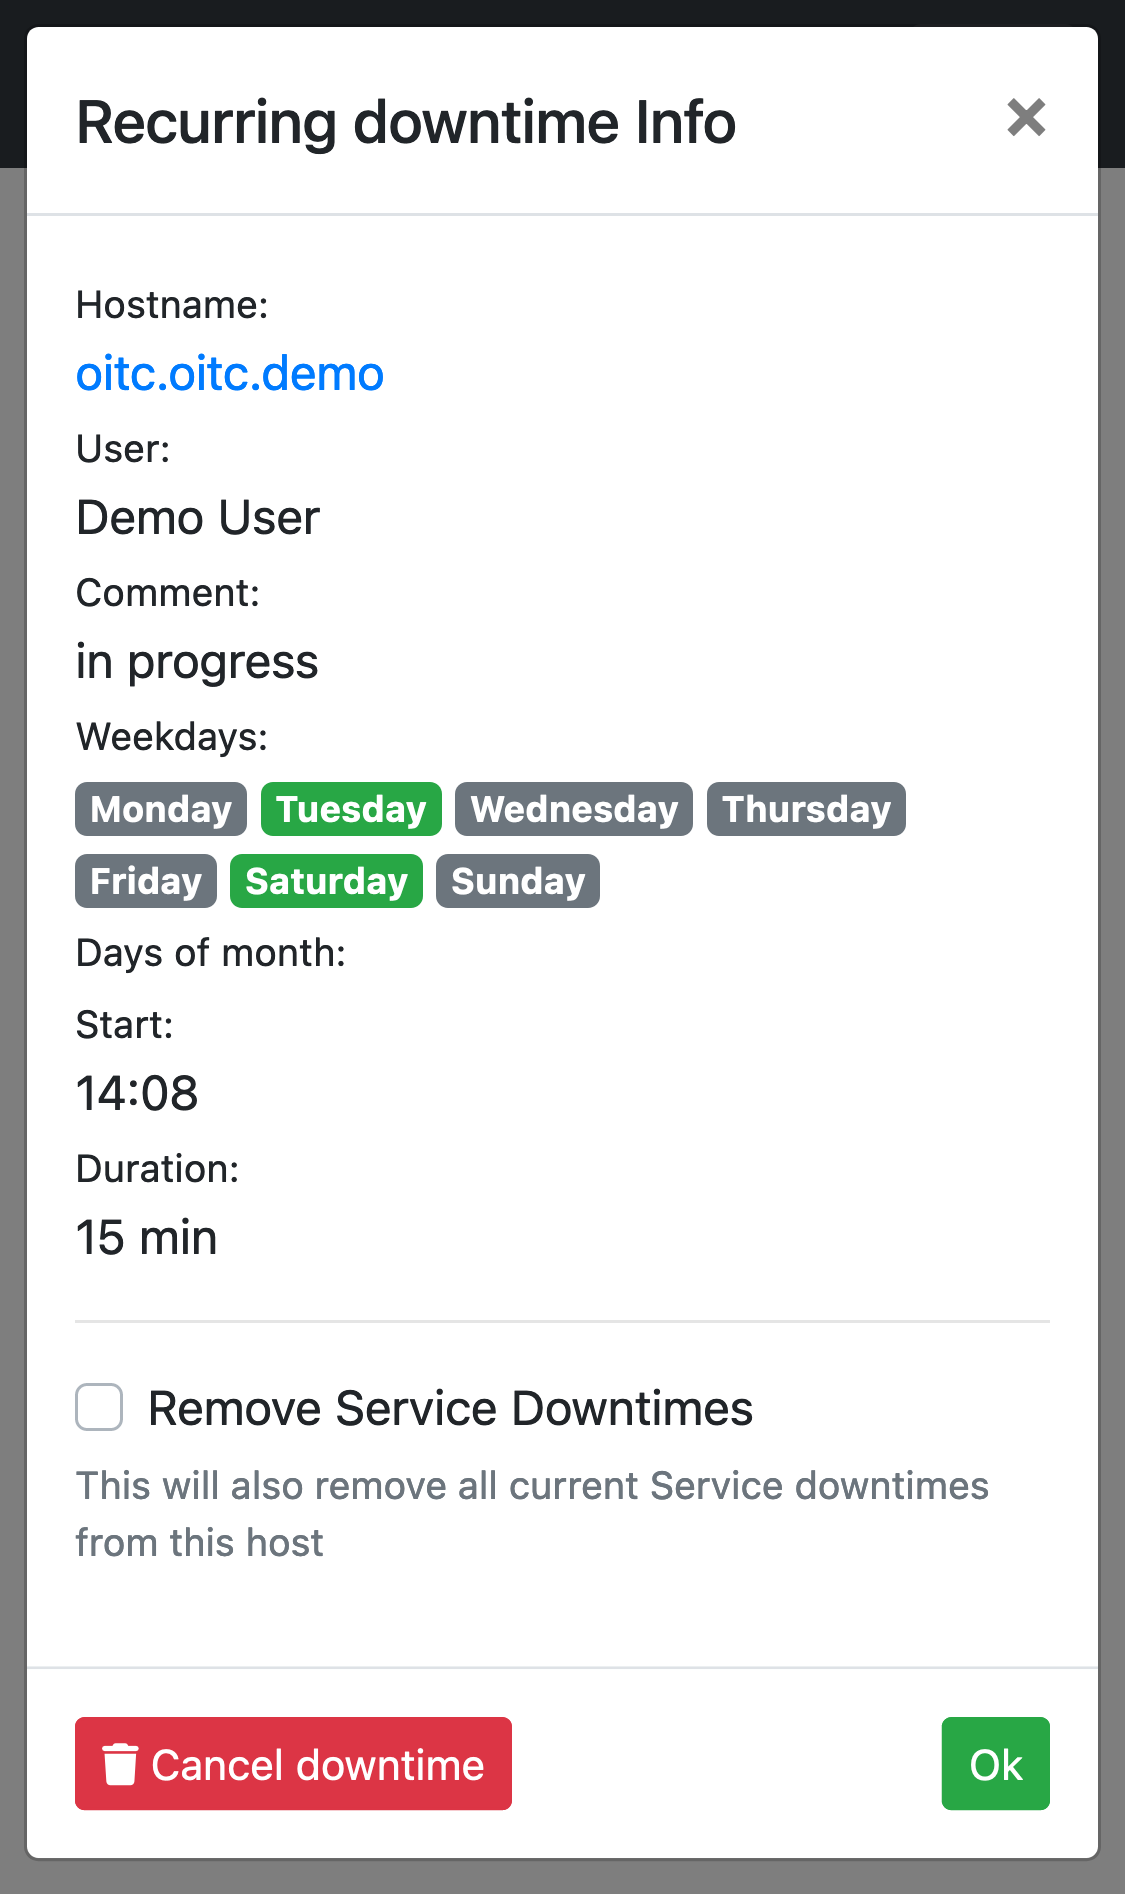 Recurring downtime Info
Hostname:
oitc.oitc.demo
User:
Demo User
Comment:
in progress
Weekdays:
Monday Tuesday Wednesday Thursday
Friday Saturday Sunday
Days of month:
Start:
14:08
Duration:
15 min
Remove Service Downtimes
This will also remove all current Service downtimes
from this host
Cancel downtime Ok